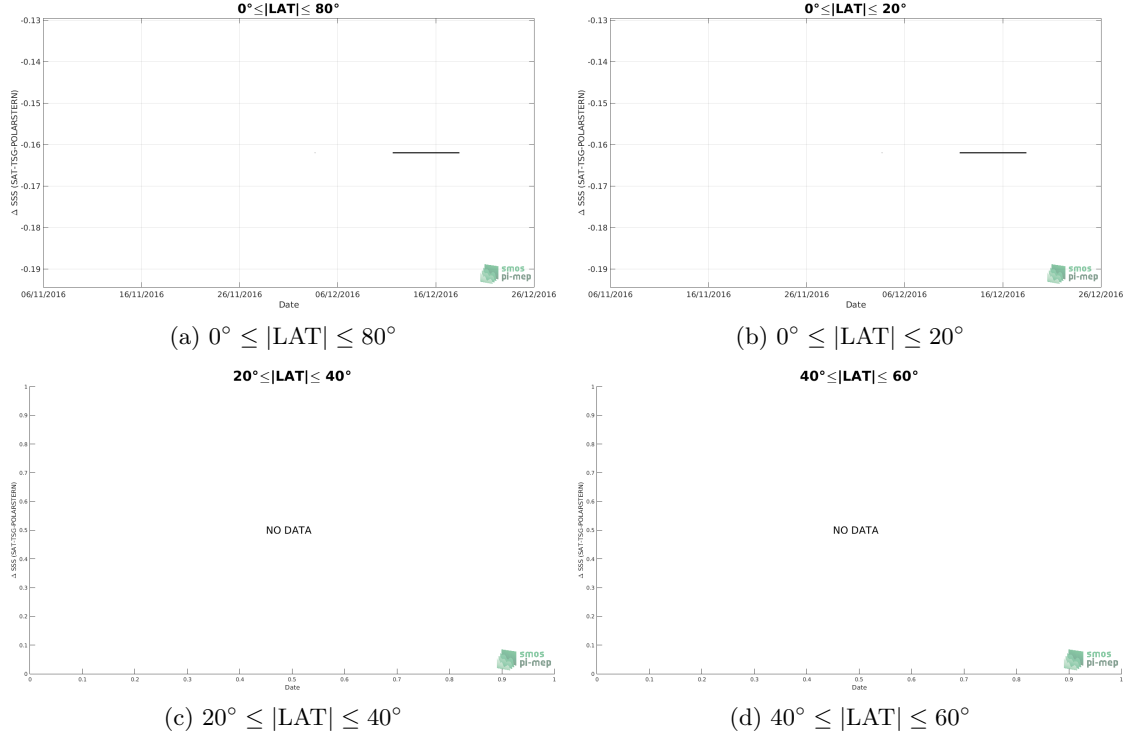 0°≤|LAT|≤ 80°
-0.13
-0.14
-0.15
-0.16
-0.17
-0.18
-0.19
Δ SSS (SAT-TSG-POLARSTERN)
06/11/2016 16/11/2016 26/11/2016 06/12/2016 16/12/2016 26/12/2016
Date
smos
pi-mep
(a) 0° ≤ |LAT| ≤ 80°
0°≤|LAT|≤ 20°
-0.13
-0.14
-0.15
-0.16
-0.17
-0.18
-0.19
Δ SSS (SAT-TSG-POLARSTERN)
06/11/2016 16/11/2016 26/11/2016 06/12/2016 16/12/2016 26/12/2016
Date
smos
pi-mep
(b) 0° ≤ |LAT| ≤ 20°
20°≤|LAT|≤ 40°
1
0.9
0.8
0.7
0.6
0.5
0.4
0.3
0.2
0.1
0
Δ SSS (SAT-TSG-POLARSTERN)
NO DATA
0 0.1 0.2 0.3 0.4 0.5 0.6 0.7 0.8 0.9 1
Date
smos
pi-mep
(c) 20° ≤ |LAT| ≤ 40°
40°≤|LAT|≤ 60°
1
0.9
0.8
0.7
0.6
0.5
0.4
0.3
0.2
0.1
0
Δ SSS (SAT-TSG-POLARSTERN)
NO DATA
0 0.1 0.2 0.3 0.4 0.5 0.6 0.7 0.8 0.9 1
Date
smos
pi-mep
(d) 40° ≤ |LAT| ≤ 60°